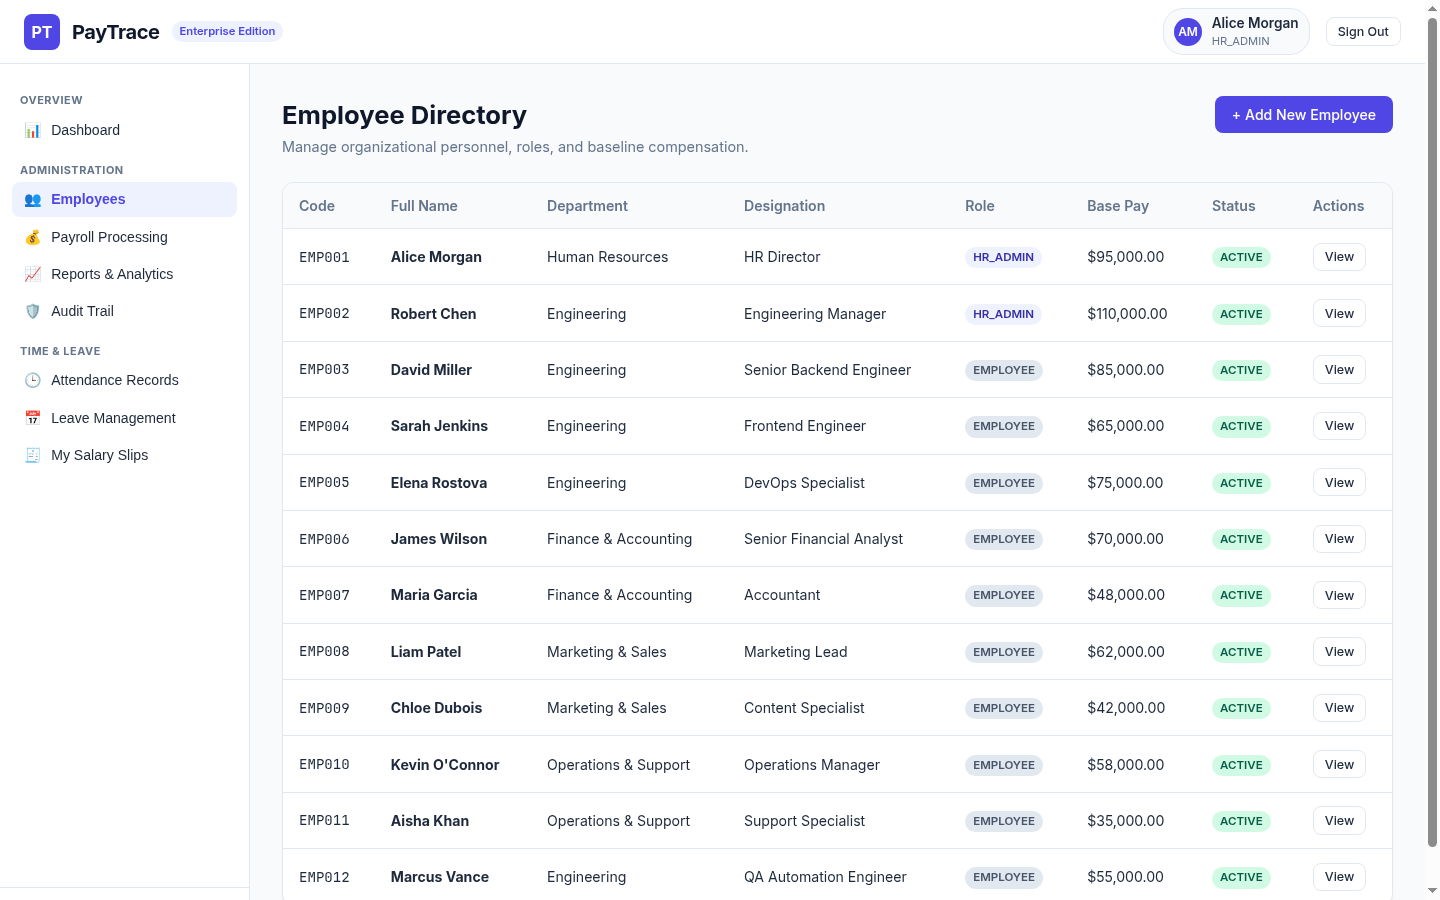 PT PayTrace Enterprise Edition AM Alice Morgan HR_ADMIN Sign Out
OVERVIEW
Dashboard
ADMINISTRATION
Employees
Payroll Processing
Reports & Analytics
Audit Trail
TIME & LEAVE
Attendance Records
Leave Management
My Salary Slips
Employee Directory
+ Add New Employee
Manage organizational personnel, roles, and baseline compensation.
Code Full Name Department Designation Role Base Pay Status Actions
EMP001 Alice Morgan Human Resources HR Director HR_ADMIN $95,000.00 ACTIVE View
EMP002 Robert Chen Engineering Engineering Manager HR_ADMIN $110,000.00 ACTIVE View
EMP003 David Miller Engineering Senior Backend Engineer EMPLOYEE $85,000.00 ACTIVE View
EMP004 Sarah Jenkins Engineering Frontend Engineer EMPLOYEE $65,000.00 ACTIVE View
EMP005 Elena Rostova Engineering DevOps Specialist EMPLOYEE $75,000.00 ACTIVE View
EMP006 James Wilson Finance & Accounting Senior Financial Analyst EMPLOYEE $70,000.00 ACTIVE View
EMP007 Maria Garcia Finance & Accounting Accountant EMPLOYEE $48,000.00 ACTIVE View
EMP008 Liam Patel Marketing & Sales Marketing Lead EMPLOYEE $62,000.00 ACTIVE View
EMP009 Chloe Dubois Marketing & Sales Content Specialist EMPLOYEE $42,000.00 ACTIVE View
EMP010 Kevin O'Connor Operations & Support Operations Manager EMPLOYEE $58,000.00 ACTIVE View
EMP011 Aisha Khan Operations & Support Support Specialist EMPLOYEE $35,000.00 ACTIVE View
EMP012 Marcus Vance Engineering QA Automation Engineer EMPLOYEE $55,000.00 ACTIVE View